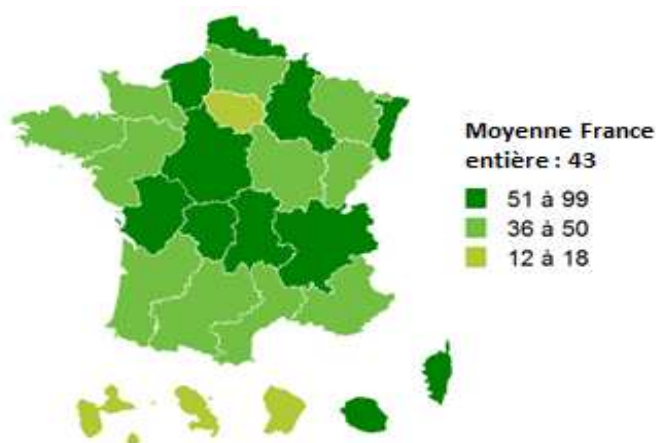 Moyenne France
entière : 43
51 à 99
36 à 50
12 à 18